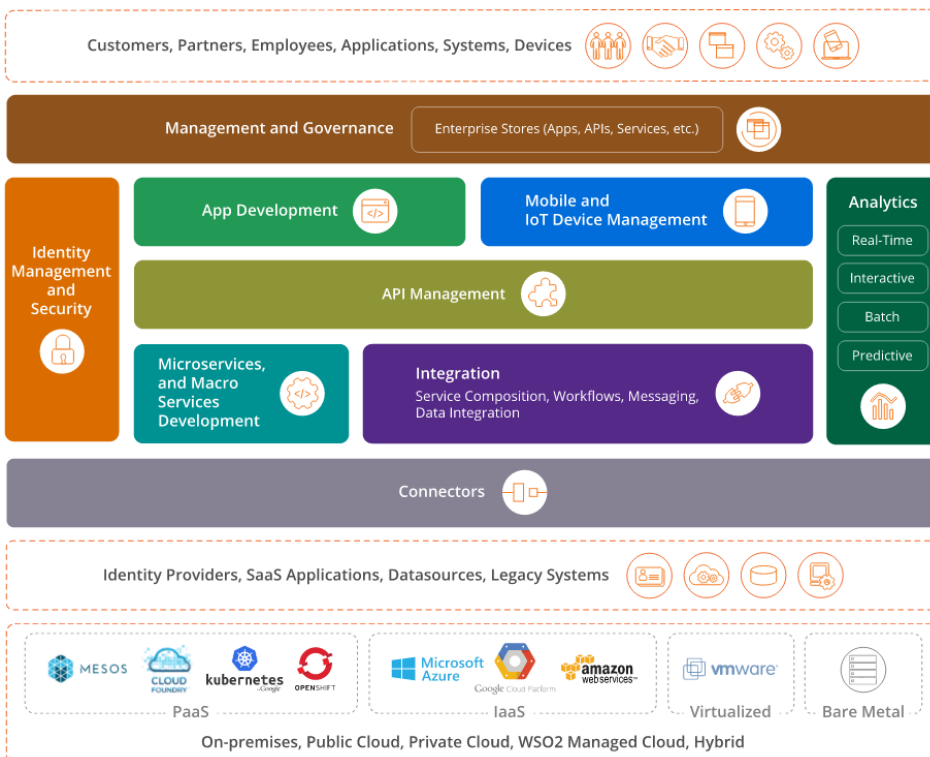 Customers, Partners, Employees, Applications, Systems, Devices
Management and Governance
Enterprise Stores (Apps, APIs, Services, etc.)
Identity
Management
and
Security
App Development
</>
Mobile and
IoT Device Management
Analytics
Real-Time
Interactive
Batch
Predictive
API Management
Microservices,
and Macro
Services
Development
</>
Integration
Service Composition, Workflows, Messaging,
Data Integration
Connectors
Identity Providers, SaaS Applications, Datasources, Legacy Systems
MESOS
CLOUD
FOUNDRY
kubernetes
by Google
OPENSHIFT
PaaS
Microsoft
Azure
Google Cloud Platform
amazon
web services™
IaaS
vmware®
Virtualized
Bare Metal
On-premises, Public Cloud, Private Cloud, WSO2 Managed Cloud, Hybrid